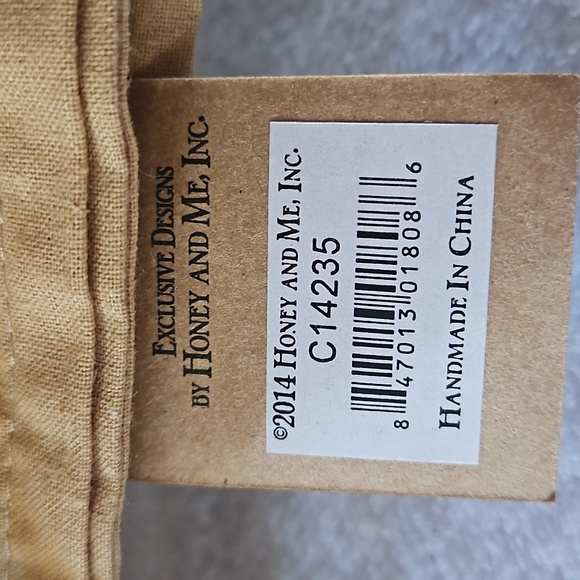 EXCLUSIVE DESIGNS
BY HONEY AND ME, INC.
©2014 HONEY AND ME, INC.
C14235
8 47013 01808 6
HANDMADE IN CHINA